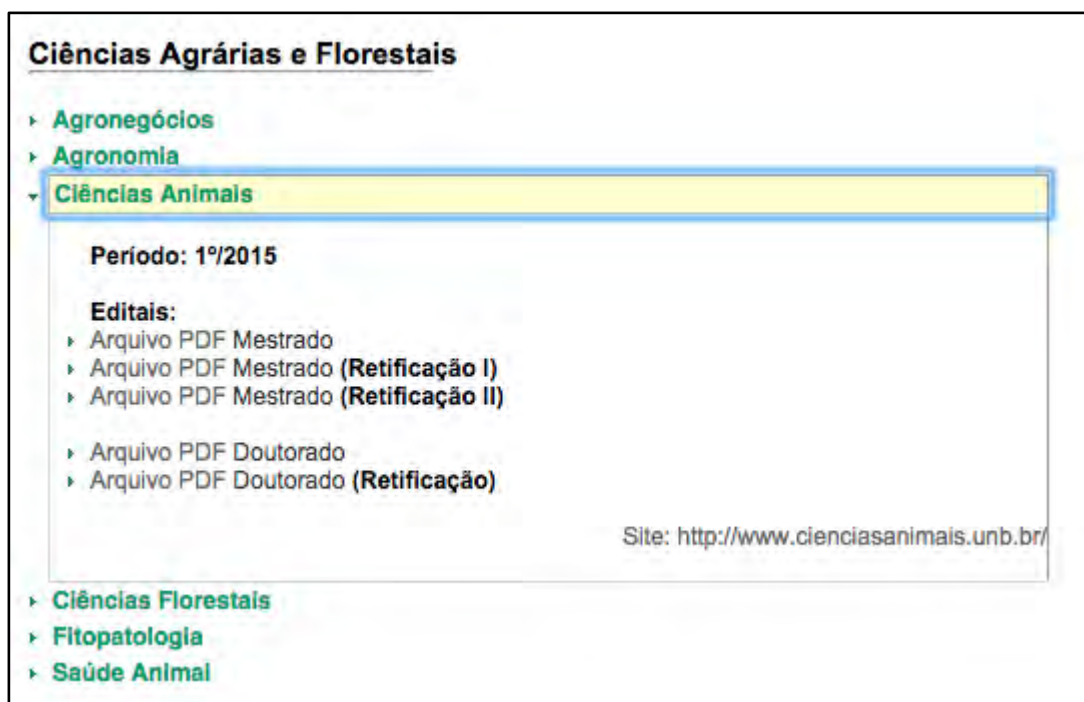 Ciências Agrárias e Florestais
Agronegócios
Agronomia
Ciências Animais
Período: 1º/2015
Editais:
Arquivo PDF Mestrado
Arquivo PDF Mestrado (Retificação I)
Arquivo PDF Mestrado (Retificação II)
Arquivo PDF Doutorado
Arquivo PDF Doutorado (Retificação)
Site: http://www.cienciasanimais.unb.br/
Ciências Florestais
Fitopatologia
Saúde Animal